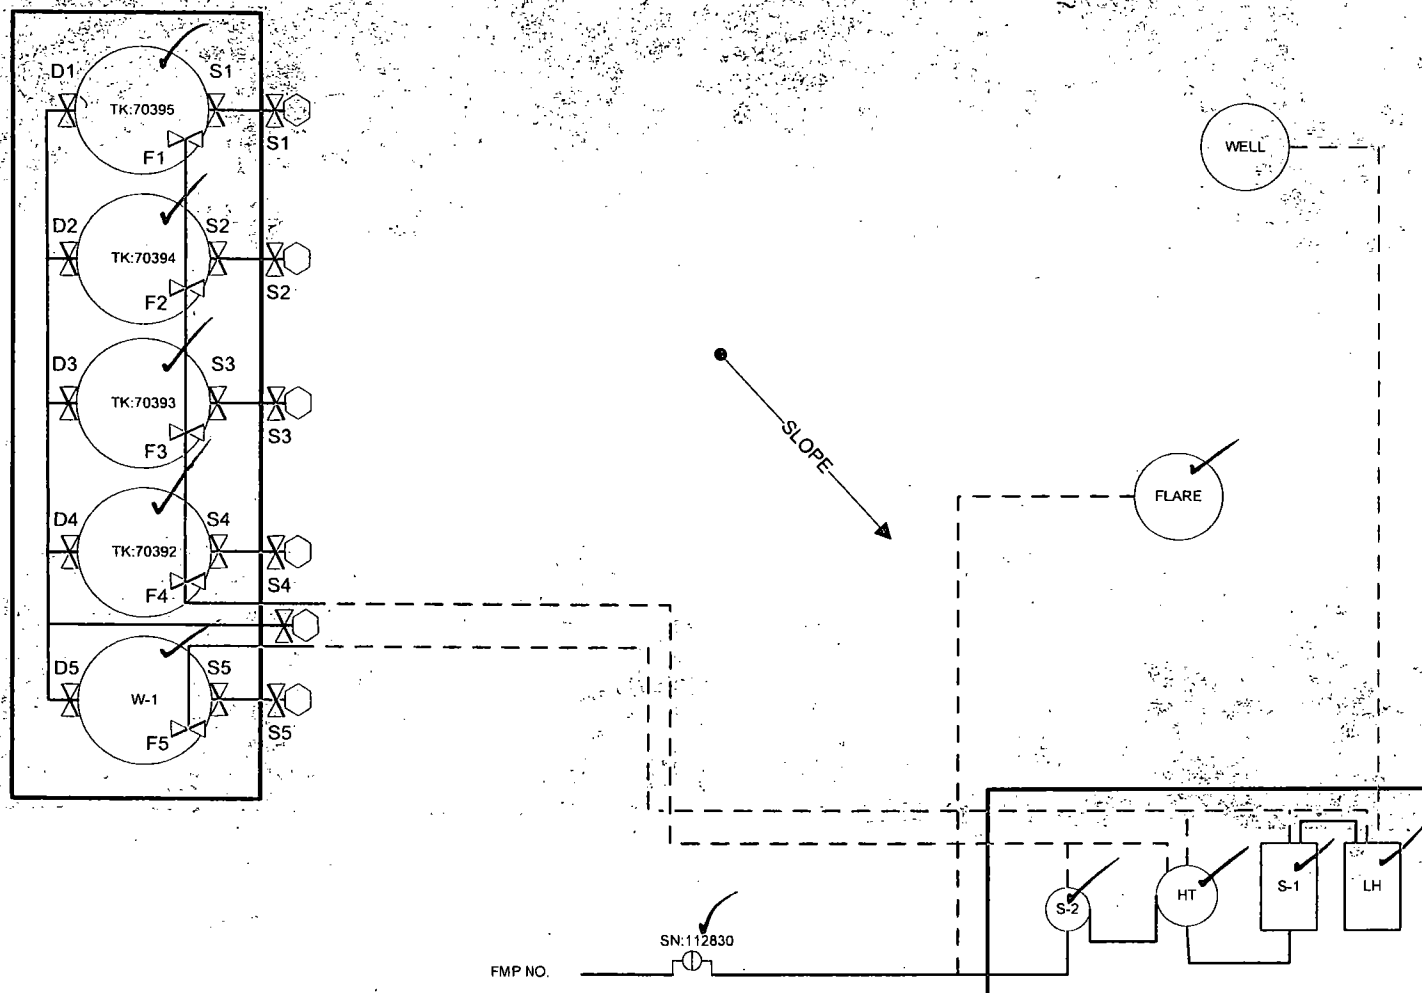 D1 S1
TK:70395
F1 S1
WELL
D2 S2
TK:70394
F2 S2
D3 S3
TK:70393
F3 S3
SLOPE
FLARE
D4 S4
TK:70392
F4 S4
D5 S5
W-1
F5 S5
S-2 HT S-1 LH
SN:112830
FMP NO.